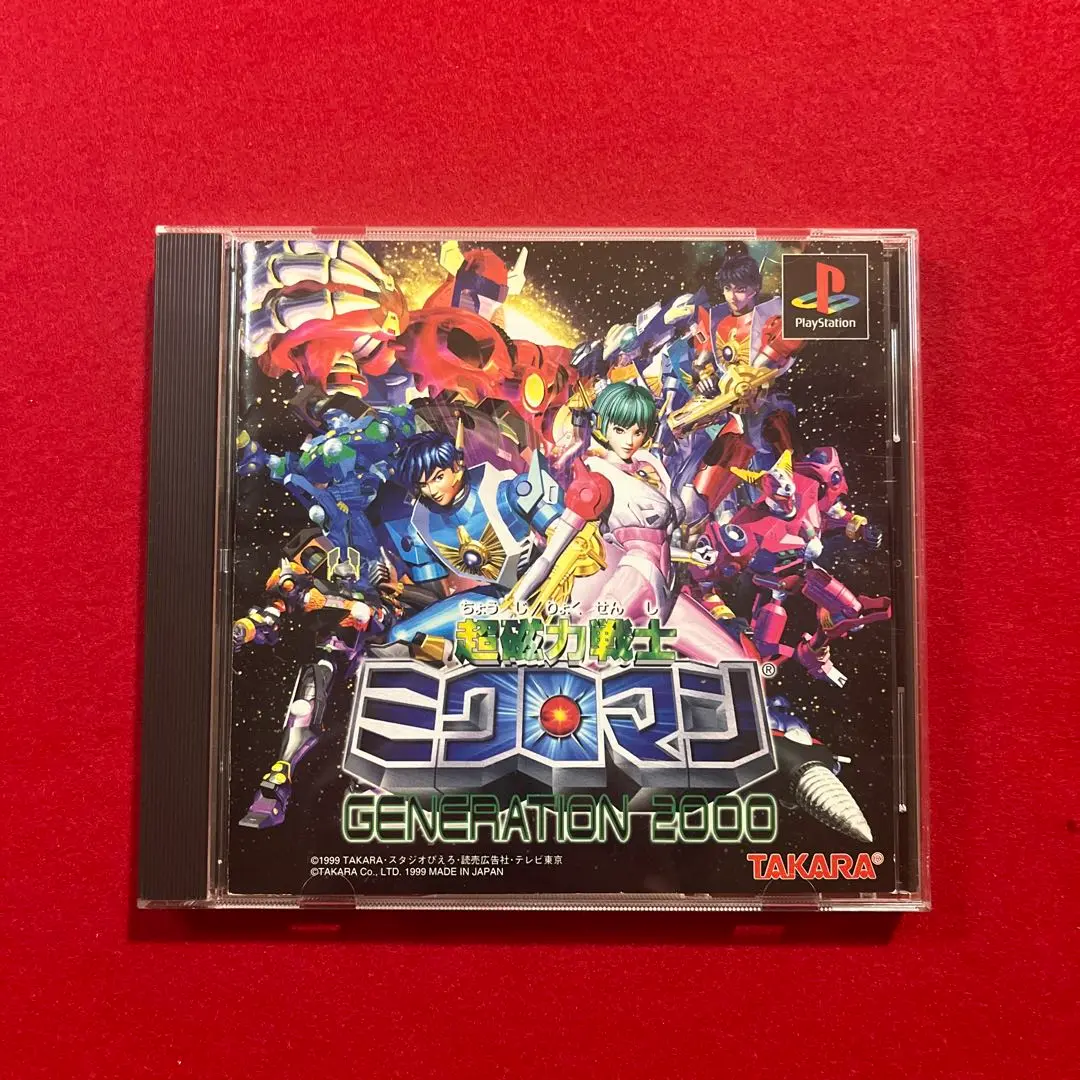 PlayStation
ちょう じ りょく せん し
超磁力戦士
ミクロマン®
GENERATION 2000
©1999 TAKARA・スタジオぴえろ・読売広告社・テレビ東京
©TAKARA Co., LTD. 1999 MADE IN JAPAN
TAKARA®